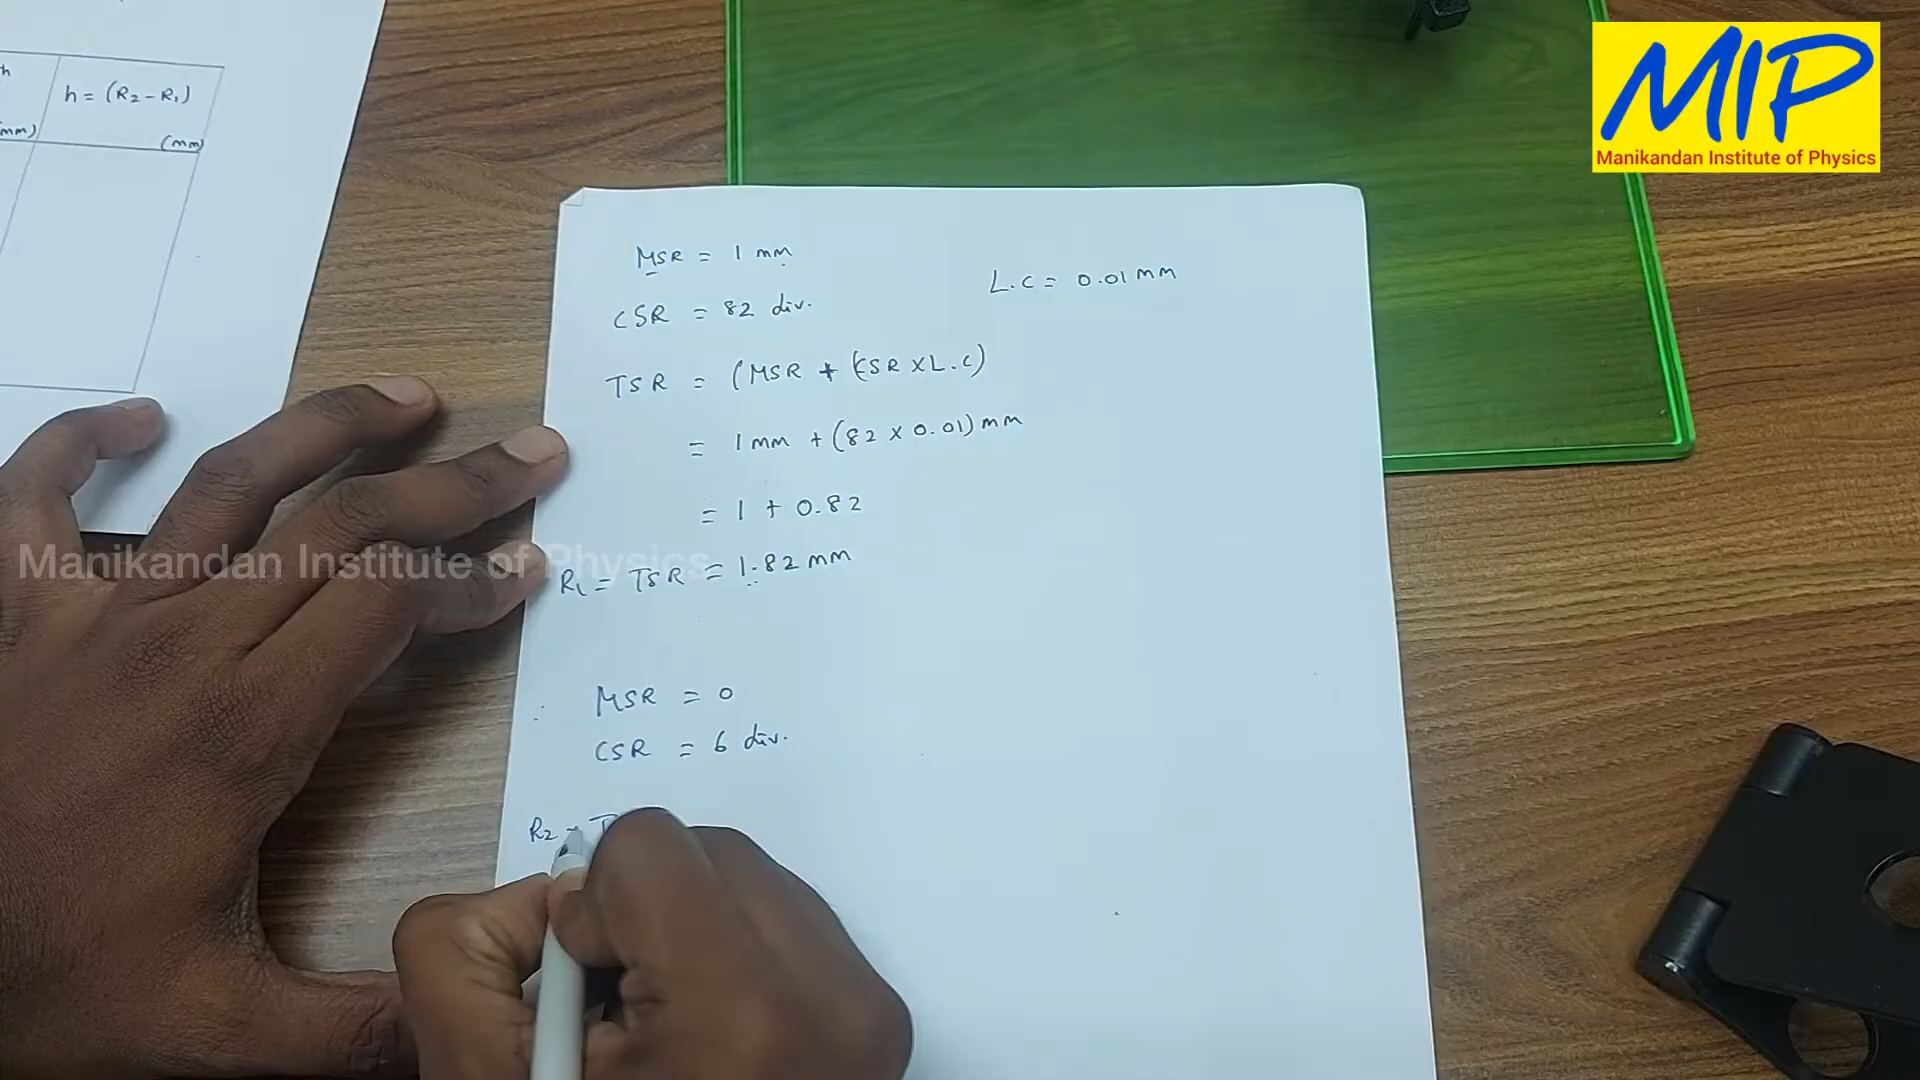 h = (R2 - R1)
(mm)
mm)
MSR = 1 mm
L.C = 0.01 mm
CSR = 82 div.
TSR = (MSR + (CSR X L.C)
= 1 mm + (82 X 0.01) mm
= 1 + 0.82
R1 = TSR = 1.82 mm
MSR = 0
CSR = 6 div.
R2 = T
MIP
Manikandan Institute of Physics
Manikandan Institute of Physics